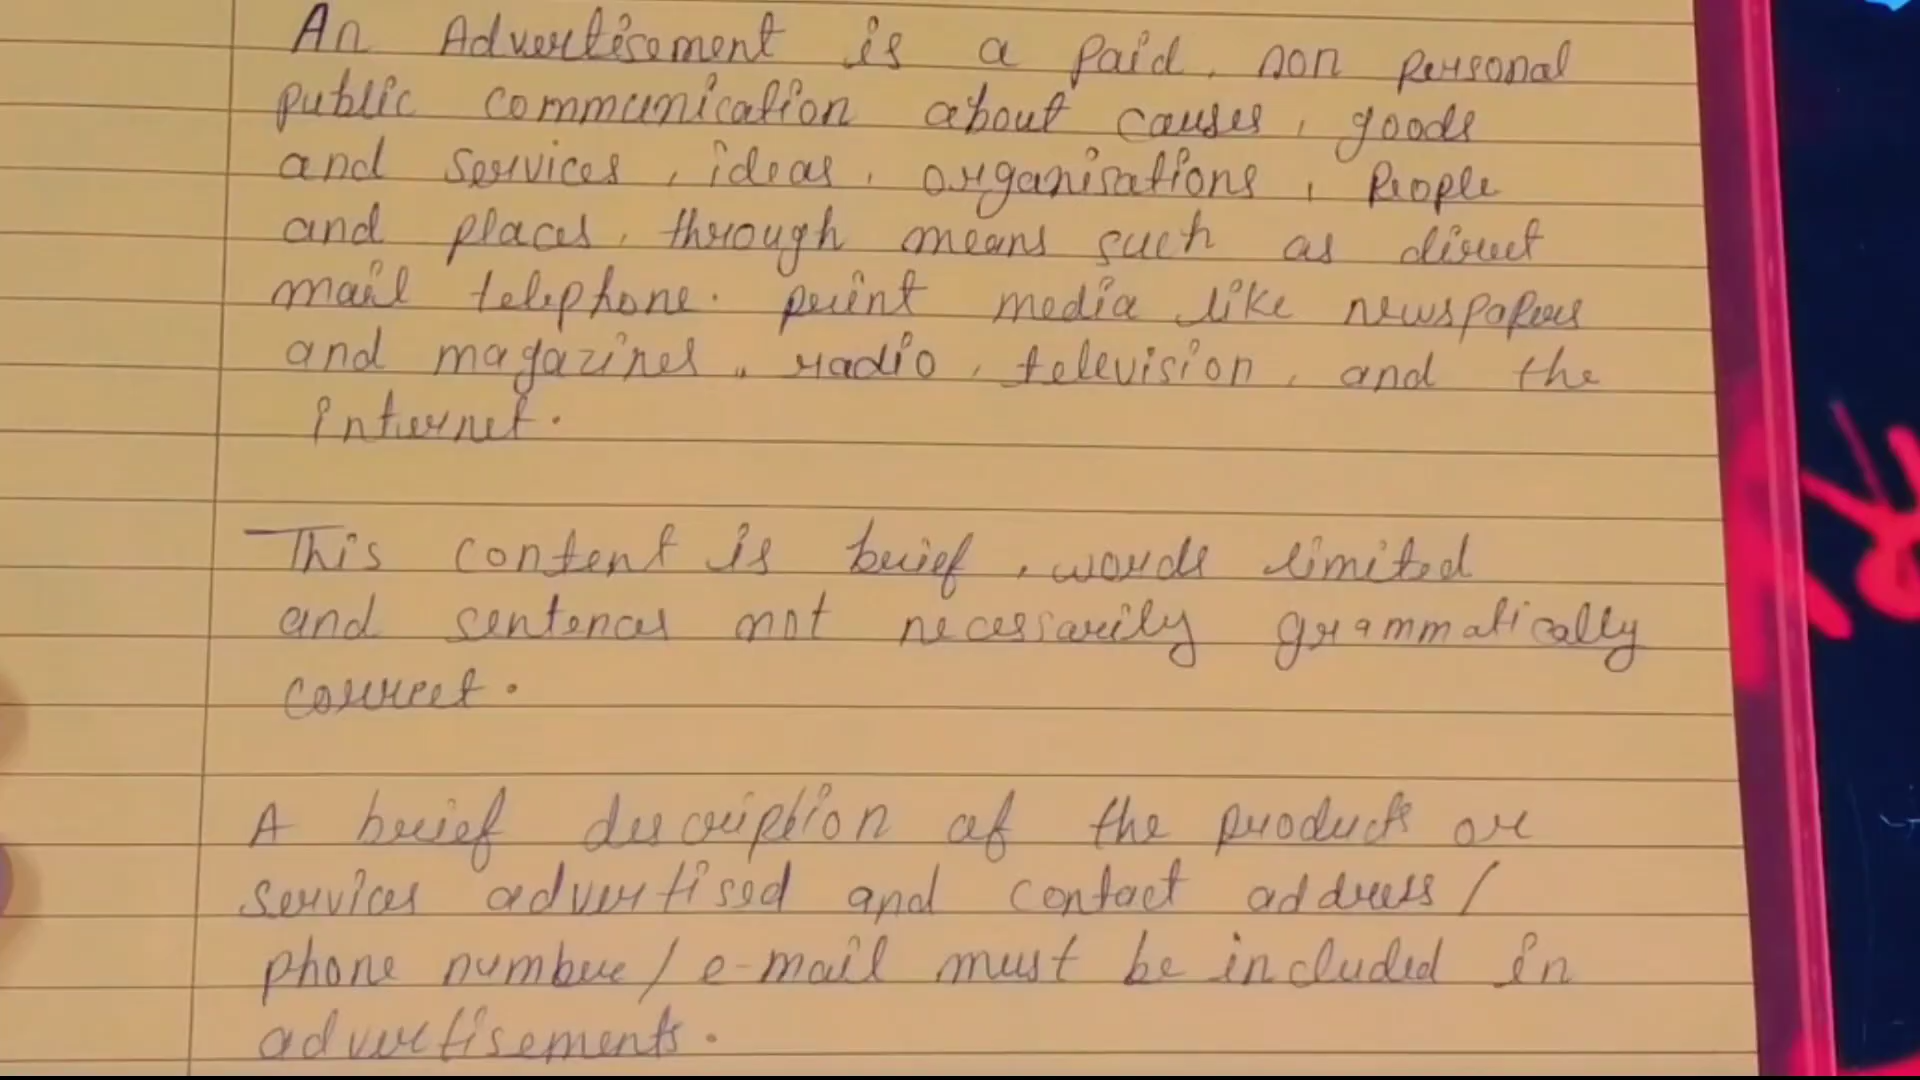 An Advertisement is a paid, non personal
public communication about causes, goods
and services, ideas, organisations, people
and places, through means such as direct
mail telephone. print media like newspapers
and magazines, radio, television, and the
internet.
This content is brief, words limited
and sentences not necessarily grammatically
correct.
A brief description of the products or
services advertised and contact address/
phone number/e-mail must be included in
advertisements.